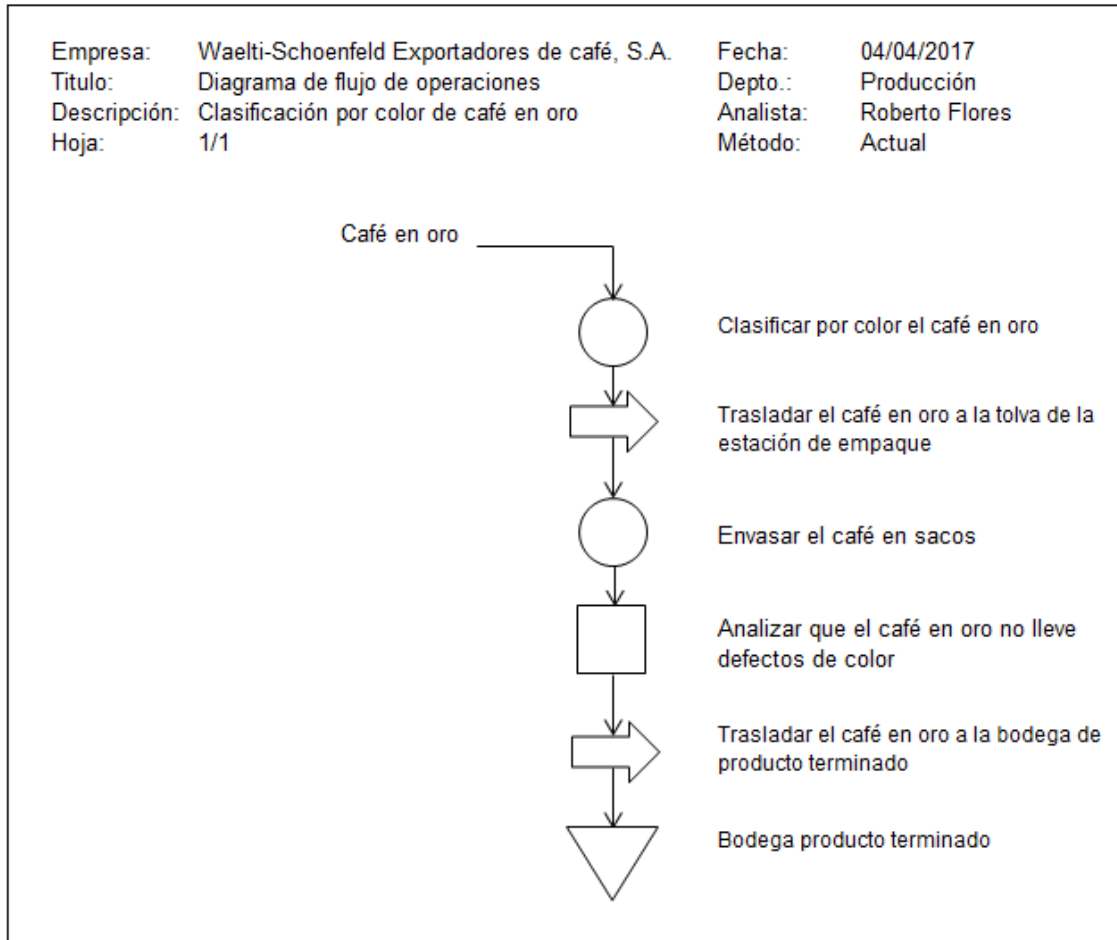 Empresa: Waelti-Schoenfeld Exportadores de café, S.A. Fecha: 04/04/2017
Titulo: Diagrama de flujo de operaciones Depto.: Producción
Descripción: Clasificación por color de café en oro Analista: Roberto Flores
Hoja: 1/1 Método: Actual
Café en oro
Clasificar por color el café en oro
Trasladar el café en oro a la tolva de la
estación de empaque
Envasar el café en sacos
Analizar que el café en oro no lleve
defectos de color
Trasladar el café en oro a la bodega de
producto terminado
Bodega producto terminado